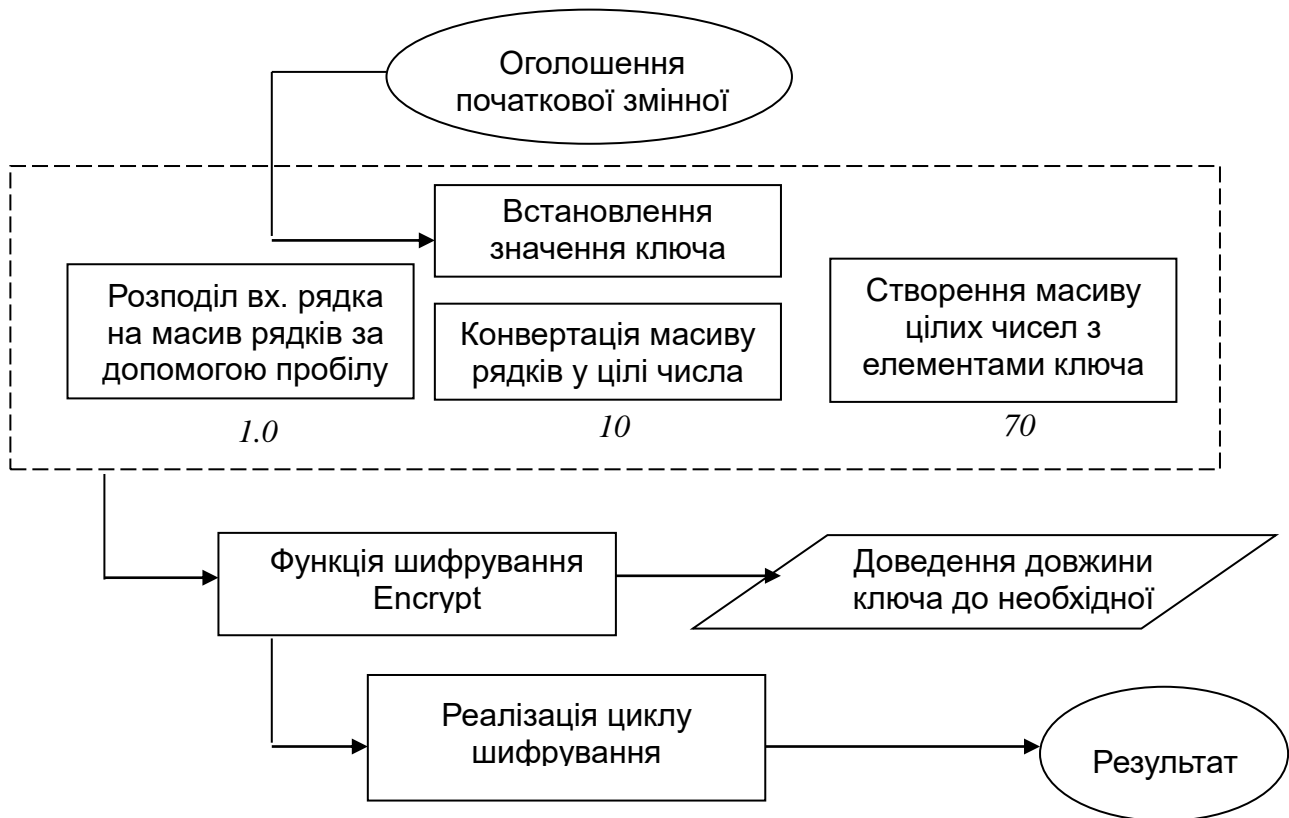 Оголошення
початкової змінної
Встановлення
значення ключа
Розподіл вх. рядка
на масив рядків за
допомогою пробілу
1.0
Конвертація масиву
рядків у цілі числа
10
Створення масиву
цілих чисел з
елементами ключа
70
Функція шифрування
Encrypt
Доведення довжини
ключа до необхідної
Реалізація циклу
шифрування
Результат